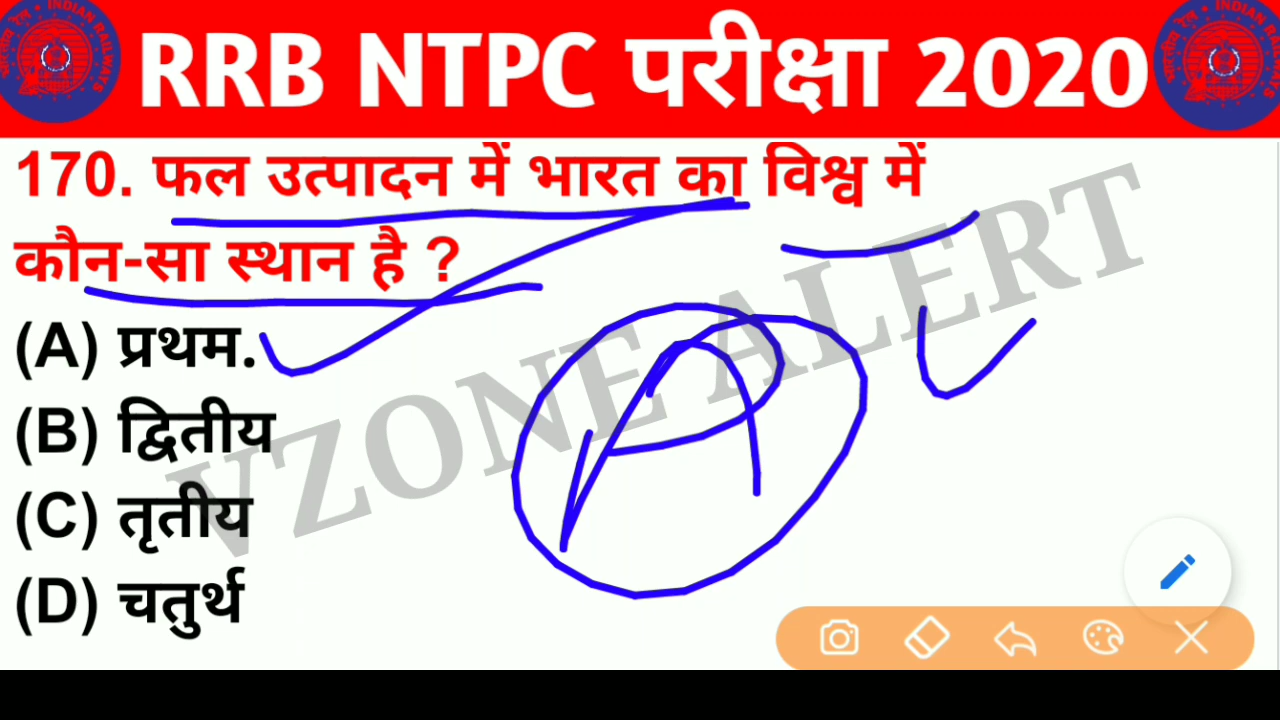 RRB NTPC परीक्षा 2020
170. फल उत्पादन में भारत का विश्व में
कौन-सा स्थान है ?
(A) प्रथम.
(B) द्वितीय
(C) तृतीय
(D) चतुर्थ
VZONE ALERT
A